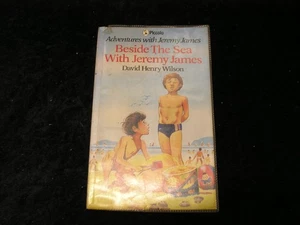 Piccolo
Adventures with Jeremy James
Beside The Sea
With Jeremy James
David Henry Wilson